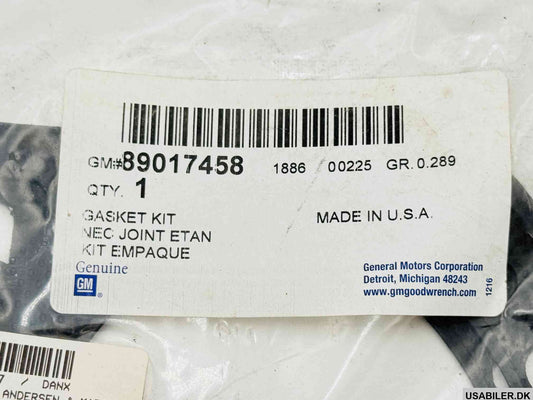 GM# 89017458 1886 00225 GR. 0.289
QTY. 1
GASKET KIT MADE IN U.S.A.
NEC JOINT ETAN
KIT EMPAQUE
Genuine
GM
General Motors Corporation
Detroit, Michigan 48243
www.gmgoodwrench.com
1216
7 / DANX
ANDERSEN &
USABILER.DK